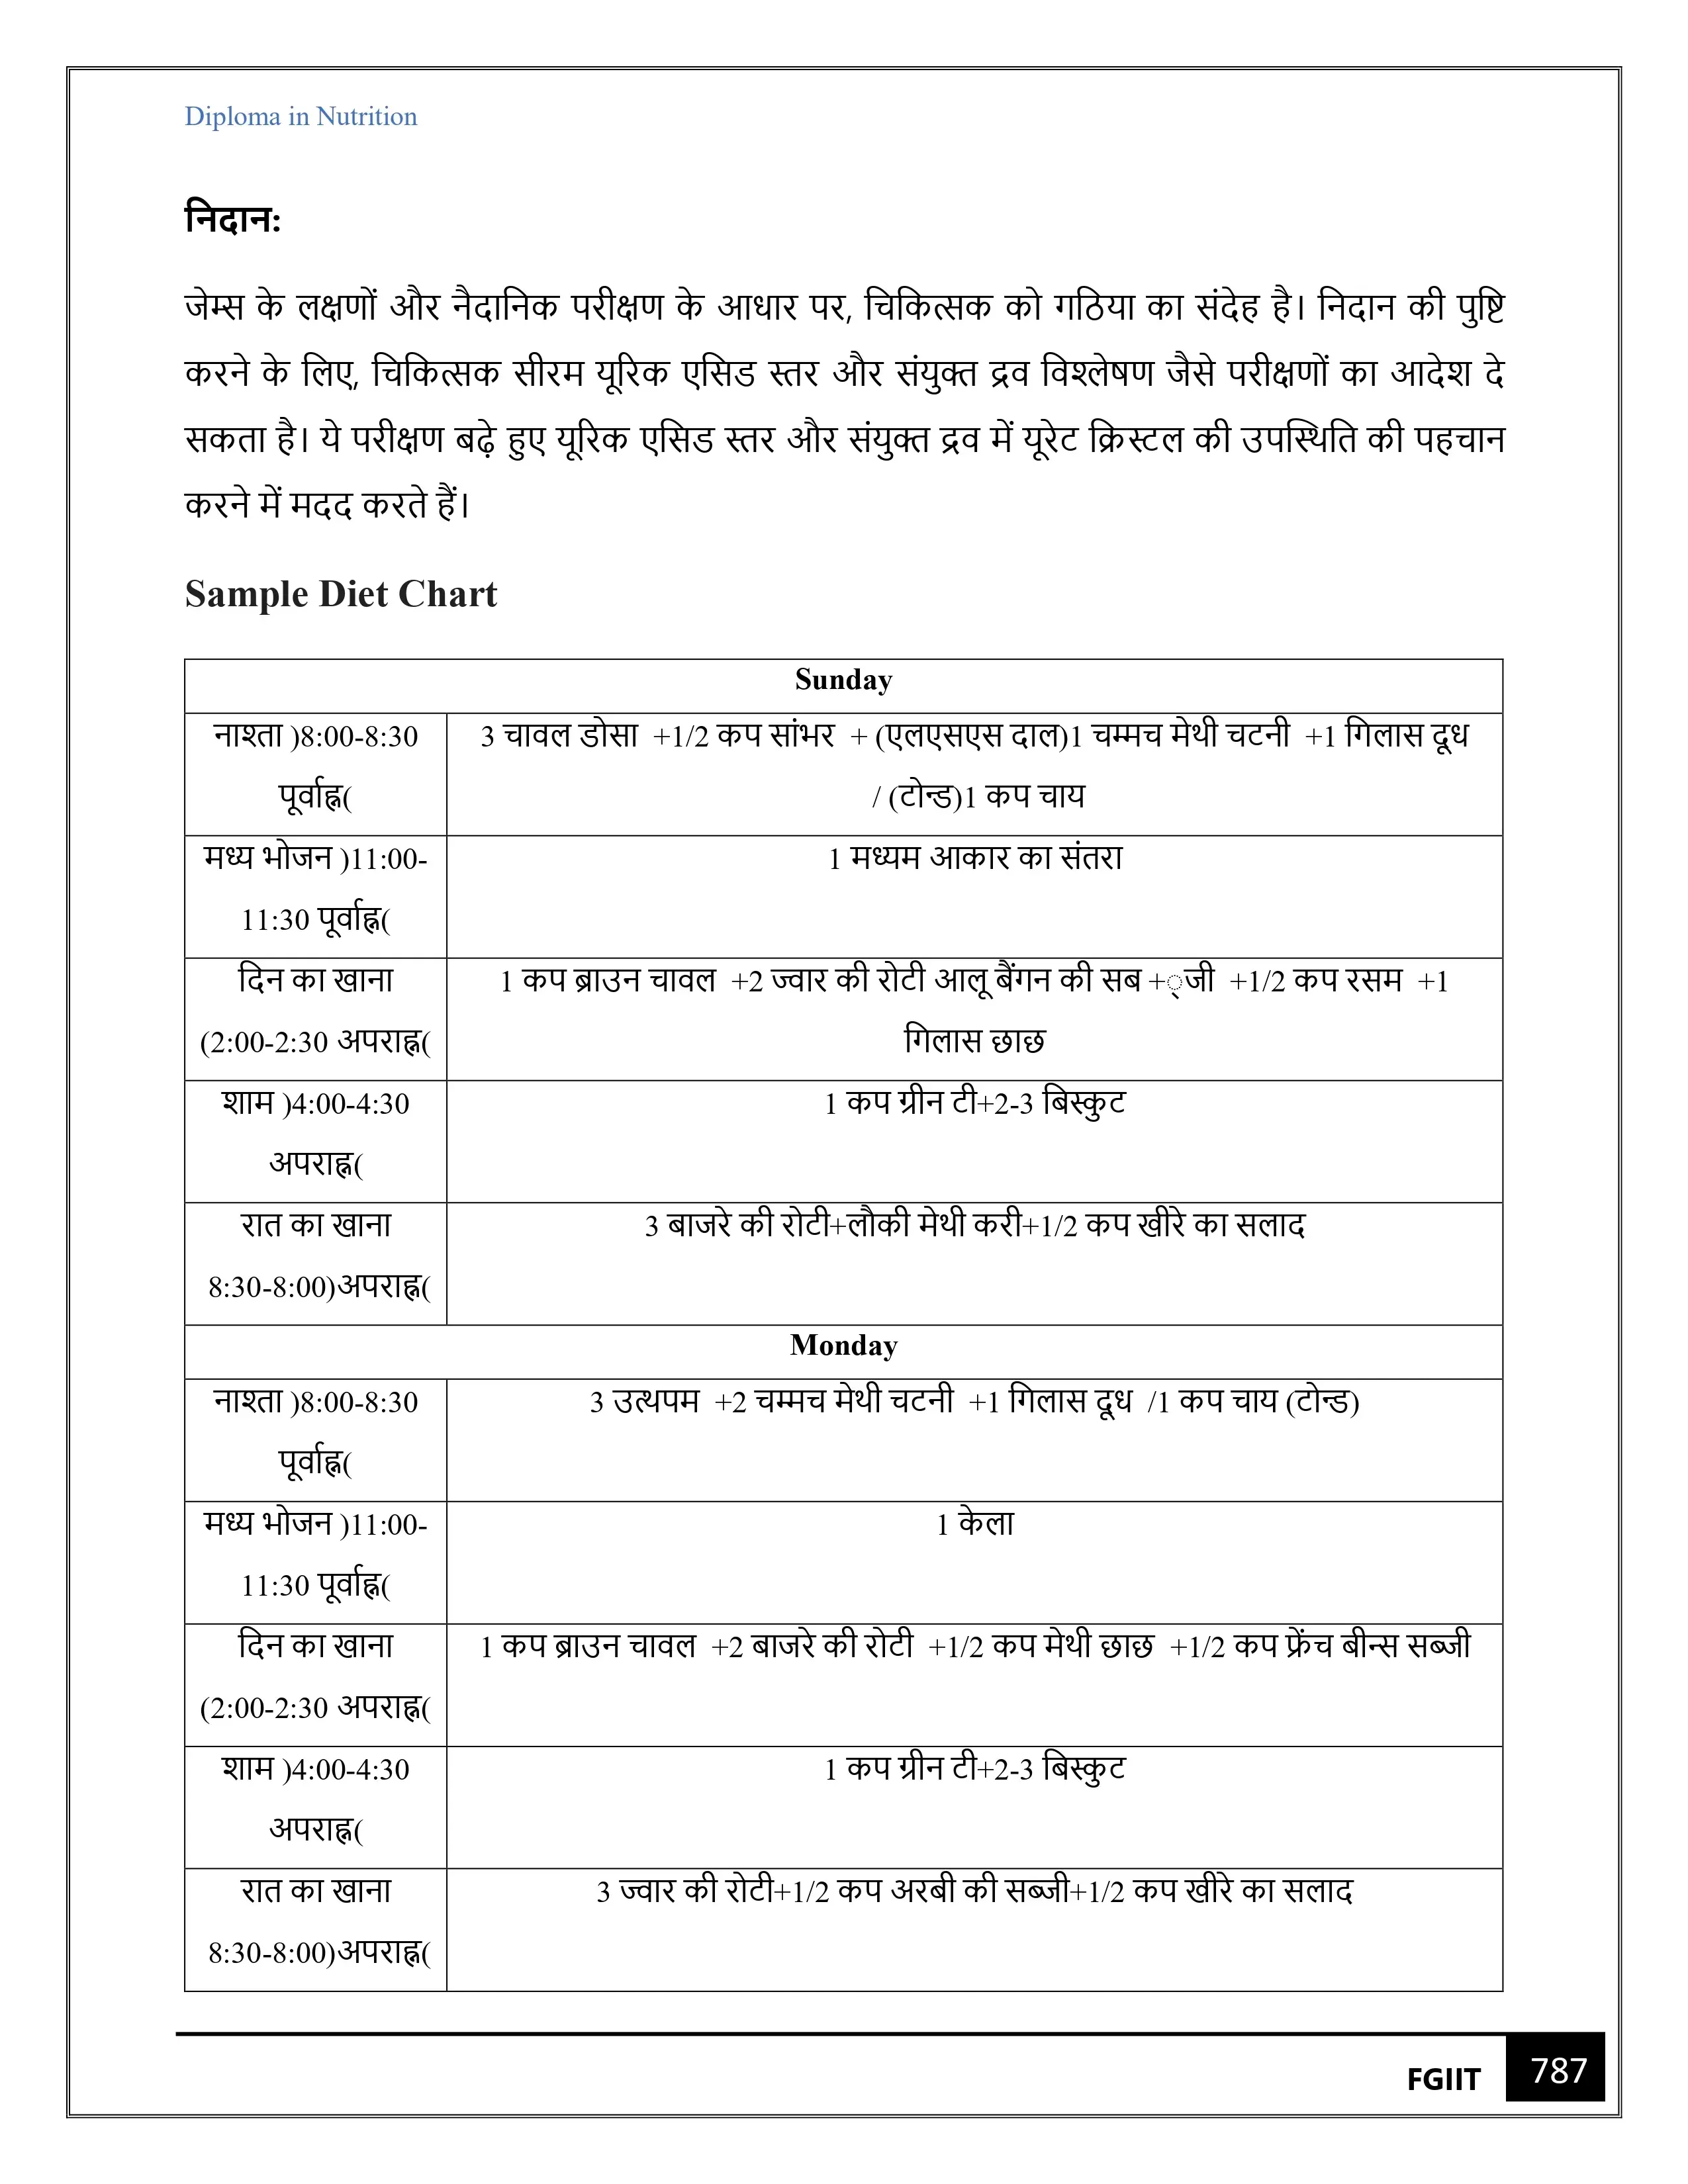 Diploma in Nutrition
निदानः
जेम्स के लक्षणों और नैदानिक परीक्षण के आधार पर, चिकित्सक को गठिया का संदेह है। निदान की पुष्टि
करने के लिए, चिकित्सक सीरम यूरिक एसिड स्तर और संयुक्त द्रव विश्लेषण जैसे परीक्षणों का आदेश दे
सकता है। ये परीक्षण बढ़े हुए यूरिक एसिड स्तर और संयुक्त द्रव में यूरेट क्रिस्टल की उपस्थिति की पहचान
करने में मदद करते हैं।
Sample Diet Chart
Sunday
नाश्ता )8:00-8:30
पूर्वाह्न(
3 चावल डोसा +1/2 कप सांभर + (एलएसएस दाल)1 चम्मच मेथी चटनी +1 गिलास दूध
/ (टोन्ड)1 कप चाय
मध्य भोजन )11:00-
11:30 पूर्वाह्न(
1 मध्यम आकार का संतरा
दिन का खाना
(2:00-2:30 अपराह्न(
1 कप ब्राउन चावल +2 ज्वार की रोटी आलू बैंगन की सब +्जी +1/2 कप रसम +1
गिलास छाछ
शाम )4:00-4:30
अपराह्न(
1 कप ग्रीन टी+2-3 बिस्कुट
रात का खाना
8:30-8:00)अपराह्न(
3 बाजरे की रोटी+लौकी मेथी करी+1/2 कप खीरे का सलाद
Monday
नाश्ता )8:00-8:30
पूर्वाह्न(
3 उत्थपम +2 चम्मच मेथी चटनी +1 गिलास दूध /1 कप चाय (टोन्ड)
मध्य भोजन )11:00-
11:30 पूर्वाह्न(
1 केला
दिन का खाना
(2:00-2:30 अपराह्न(
1 कप ब्राउन चावल +2 बाजरे की रोटी +1/2 कप मेथी छाछ +1/2 कप फ्रेंच बीन्स सब्जी
शाम )4:00-4:30
अपराह्न(
1 कप ग्रीन टी+2-3 बिस्कुट
रात का खाना
8:30-8:00)अपराह्न(
3 ज्वार की रोटी+1/2 कप अरबी की सब्जी+1/2 कप खीरे का सलाद
FGIIT 787